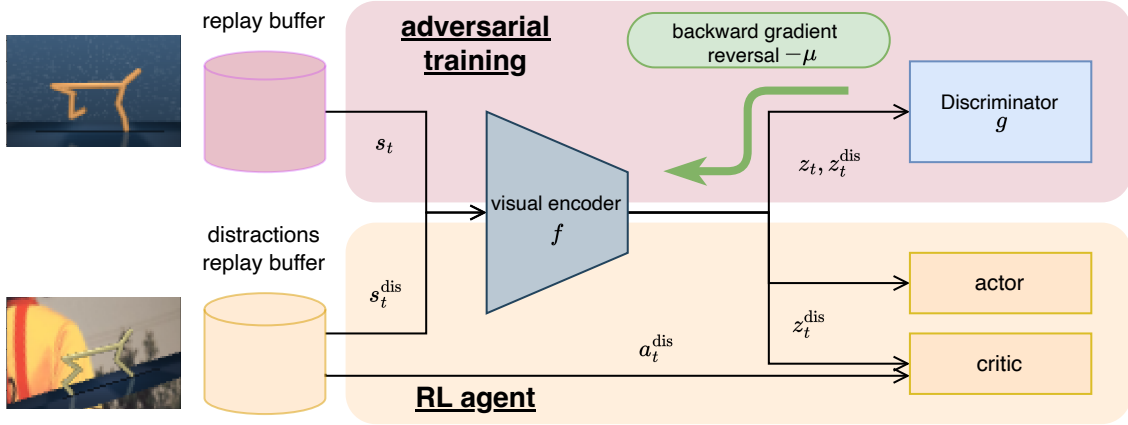 replay buffer
adversarial
training
backward gradient
reversal −μ
Discriminator
g
s_t
z_t, z_t^dis
visual encoder
f
distractions
replay buffer
s_t^dis
actor
z_t^dis
a_t^dis
critic
RL agent